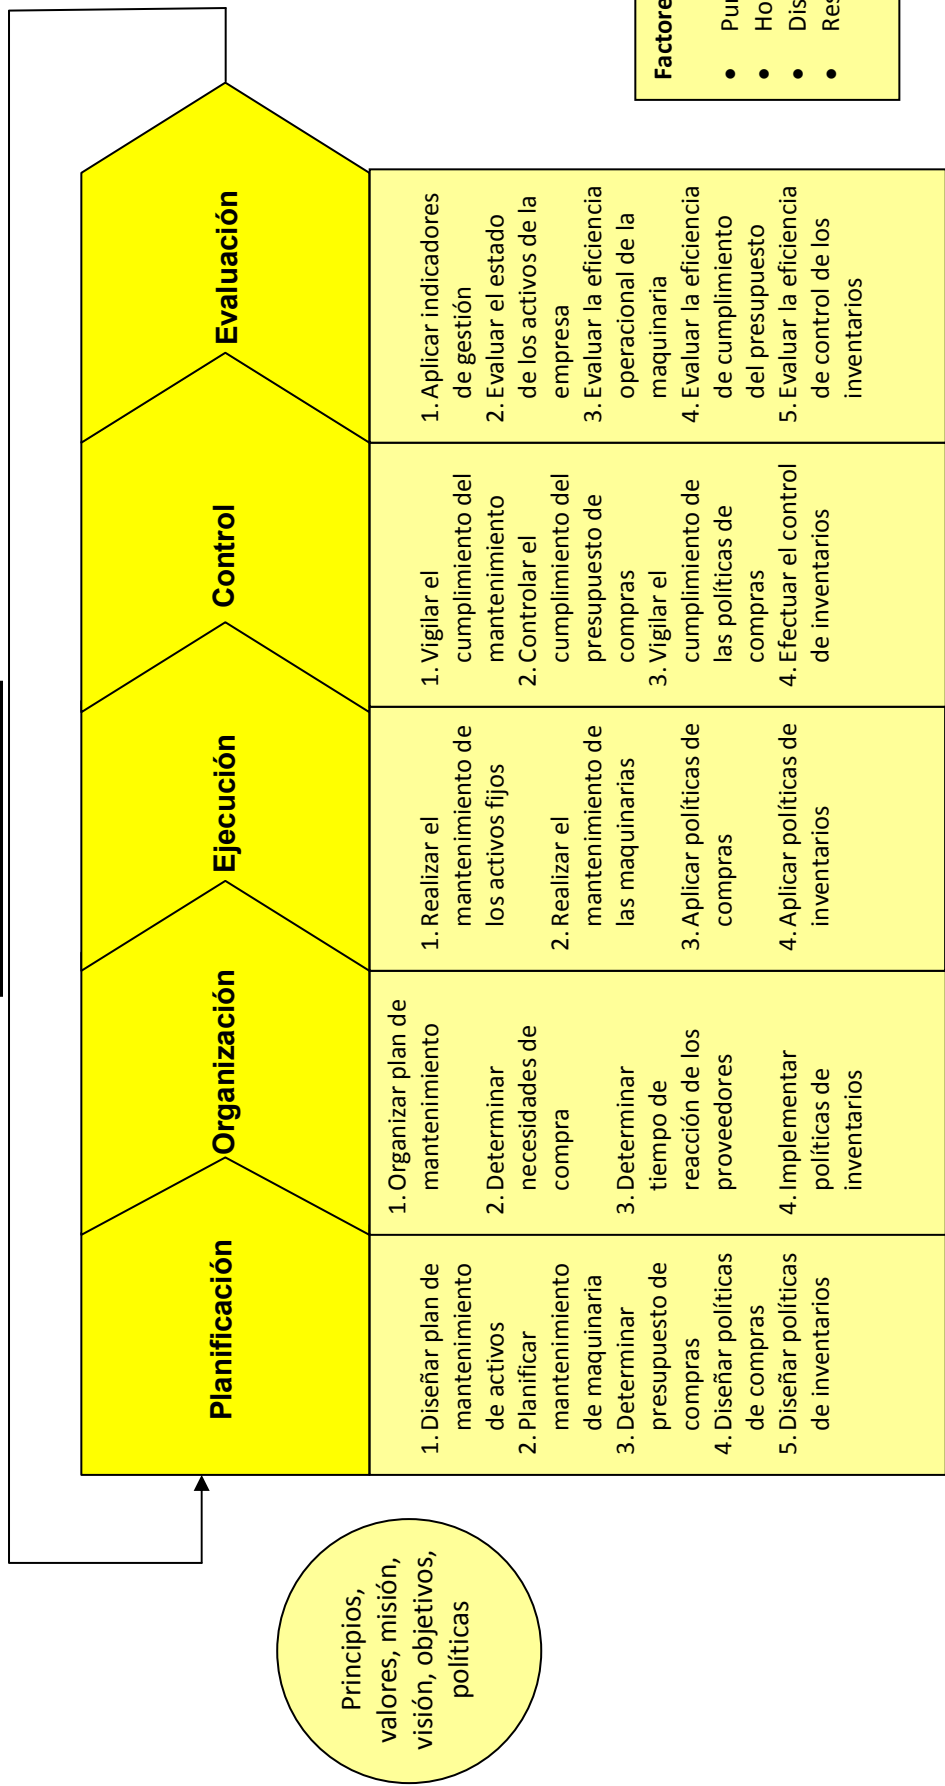 Principios,
valores, misión,
visión, objetivos,
políticas
Planificación
1. Diseñar plan de
mantenimiento
de activos
2. Planificar
mantenimiento
de maquinaria
3. Determinar
presupuesto de
compras
4. Diseñar políticas
de compras
5. Diseñar políticas
de inventarios
Organización
1. Organizar plan de
mantenimiento
2. Determinar
necesidades de
compra
3. Determinar
tiempo de
reacción de los
proveedores
4. Implementar
políticas de
inventarios
Ejecución
1. Realizar el
mantenimiento de
los activos fijos
2. Realizar el
mantenimiento de
las maquinarias
3. Aplicar políticas de
compras
4. Aplicar políticas de
inventarios
Control
1. Vigilar el
cumplimiento del
mantenimiento
2. Controlar el
cumplimiento del
presupuesto de
compras
3. Vigilar el
cumplimiento de
las políticas de
compras
4. Efectuar el control
de inventarios
Evaluación
1. Aplicar indicadores
de gestión
2. Evaluar el estado
de los activos de la
empresa
3. Evaluar la eficiencia
operacional de la
maquinaria
4. Evaluar la eficiencia
de cumplimiento
del presupuesto
5. Evaluar la eficiencia
de control de los
inventarios